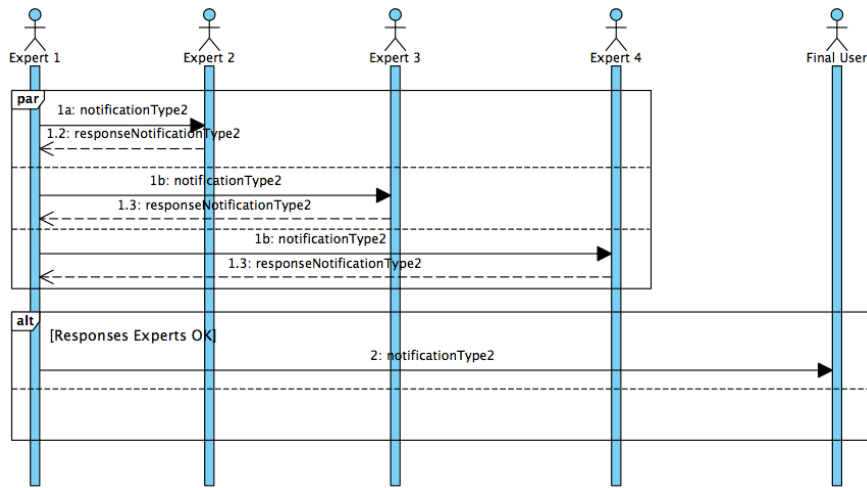 Expert 1
Expert 2
Expert 3
Expert 4
Final User
par
1a: notificationType2
1.2: responseNotificationType2
1b: notificationType2
1.3: responseNotificationType2
1b: notificationType2
1.3: responseNotificationType2
alt
[Responses Experts OK]
2: notificationType2